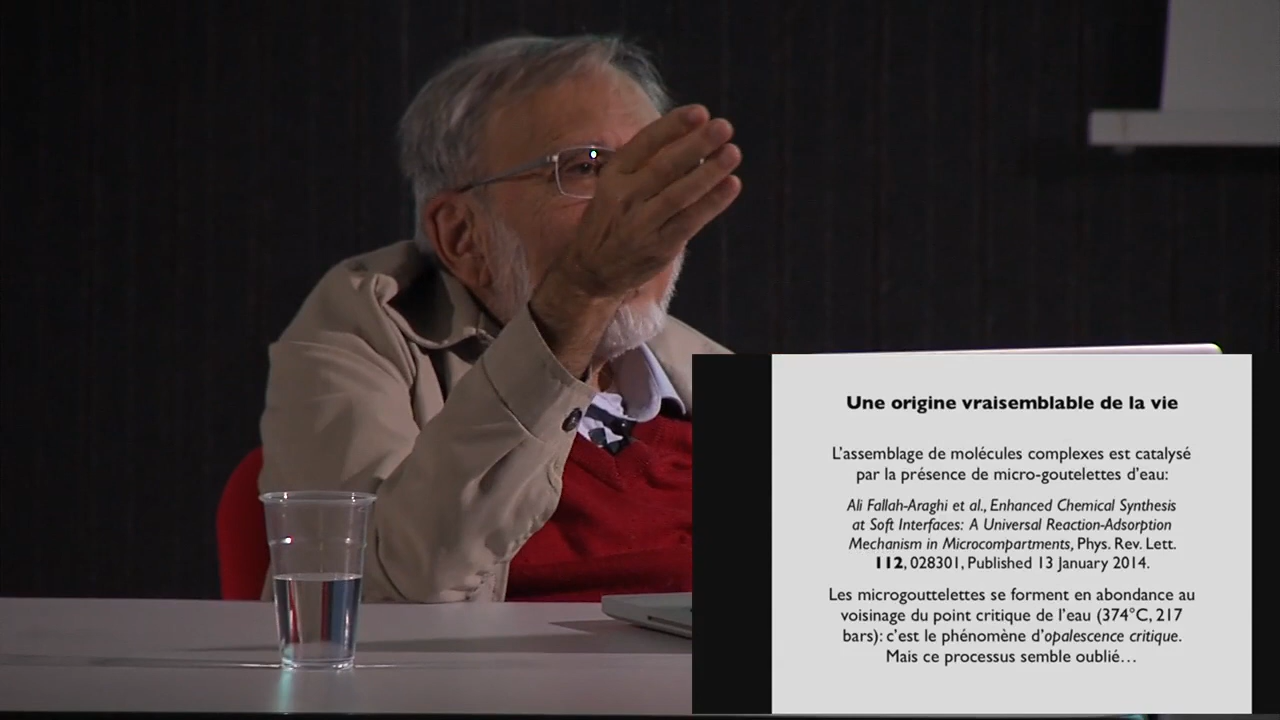 Une origine vraisemblable de la vie
L'assemblage de molécules complexes est catalysé
par la présence de micro-goutelettes d'eau:
Ali Fallah-Araghi et al., Enhanced Chemical Synthesis
at Soft Interfaces: A Universal Reaction-Adsorption
Mechanism in Microcompartments, Phys. Rev. Lett.
112, 028301, Published 13 January 2014.
Les microgouttelettes se forment en abondance au
voisinage du point critique de l'eau (374°C, 217
bars): c'est le phénomène d'opalescence critique.
Mais ce processus semble oublié…